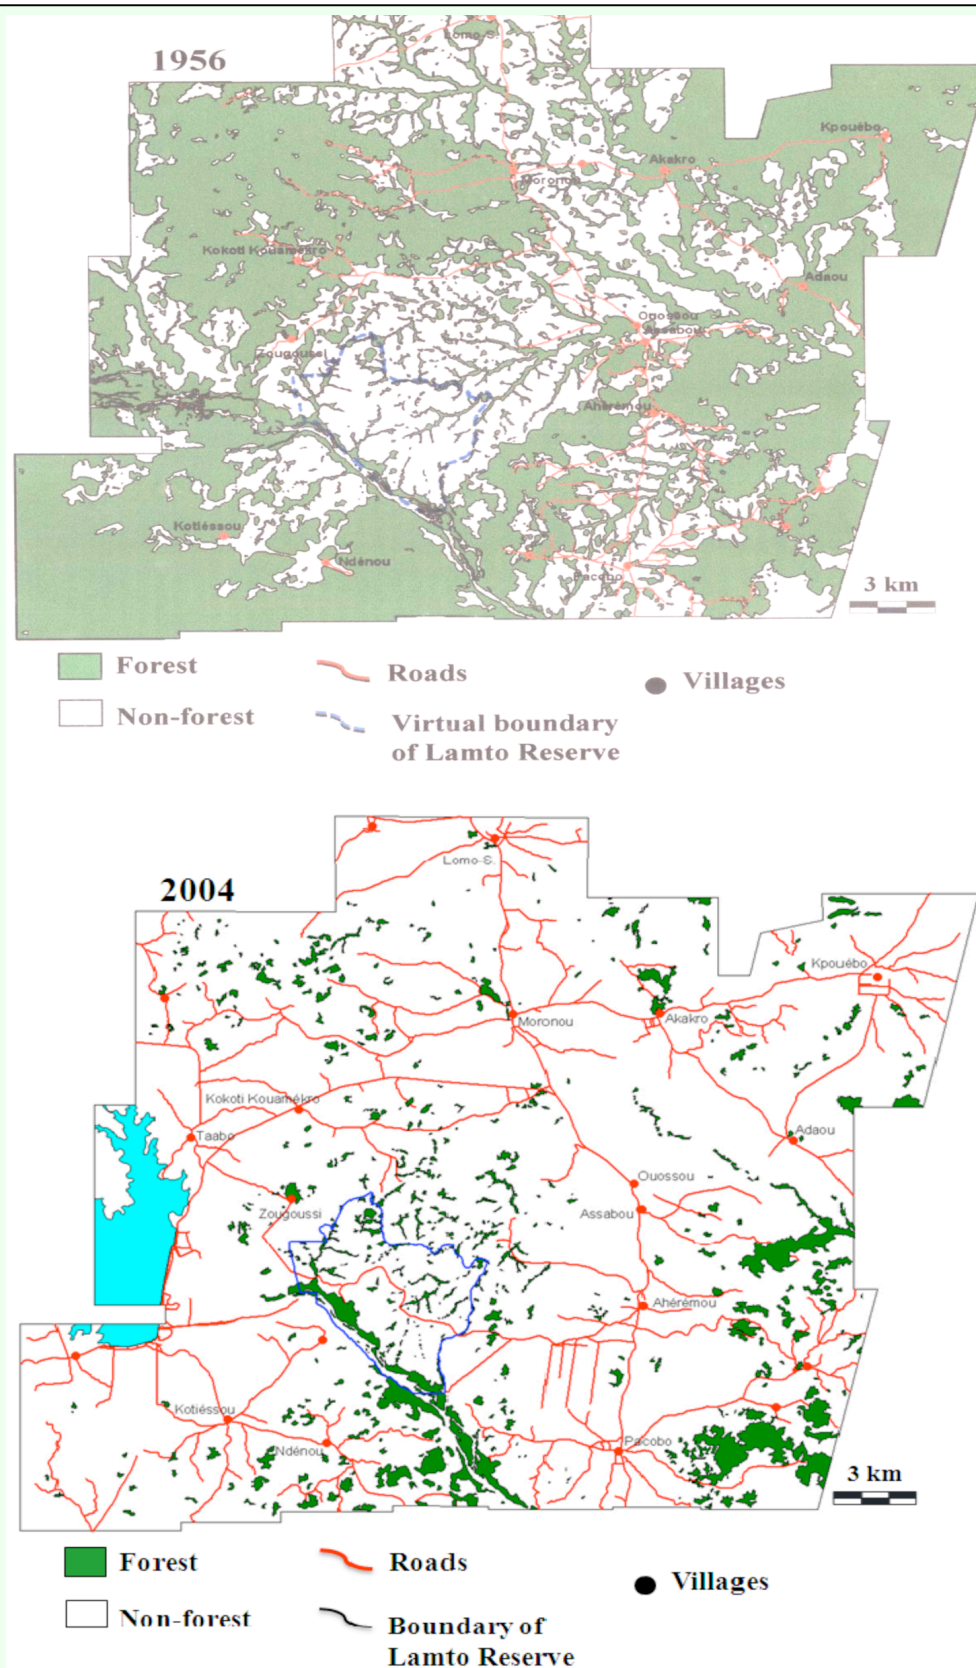 1956
Lomo S.
Kpouébo
Akakro
Moronou
Kokoti Kouamékro
Adaou
Ouossou
Assabou
Zougoussi
Ahérémou
Kotiéssou
Ndénou
Pacobo
3 km
Forest
Roads
Villages
Non-forest
Virtual boundary
of Lamto Reserve
2004
Lomo S.
Kpouébo
Moronou
Akakro
Kokoti Kouamékro
Taabo
Adaou
Ouossou
Zougoussi
Assabou
Ahérémou
Kotiéssou
Ndénou
Pacobo
3 km
Forest
Roads
Villages
Non-forest
Boundary of
Lamto Reserve